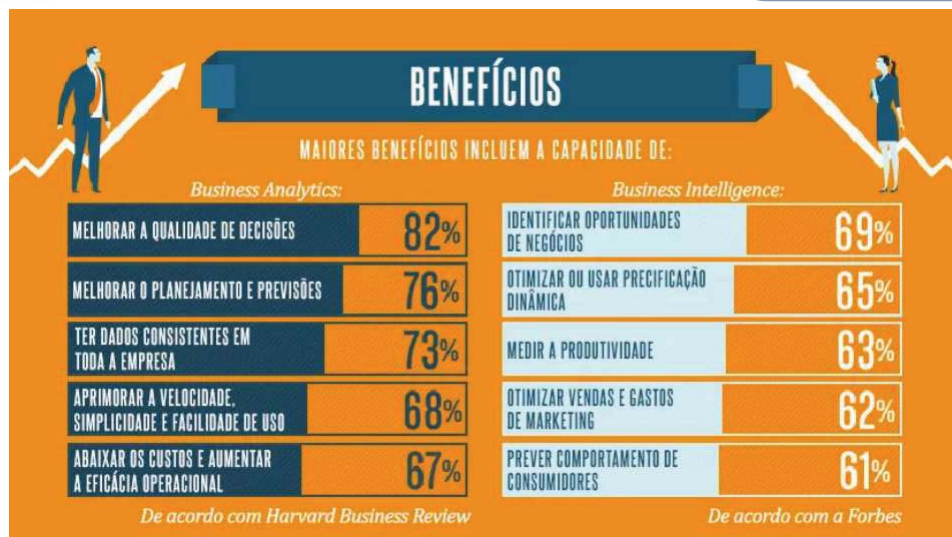 BENEFÍCIOS
MAIORES BENEFÍCIOS INCLUEM A CAPACIDADE DE:
Business Analytics:
MELHORAR A QUALIDADE DE DECISÕES
82%
MELHORAR O PLANEJAMENTO E PREVISÕES
76%
TER DADOS CONSISTENTES EM
TODA A EMPRESA
73%
APRIMORAR A VELOCIDADE,
SIMPLICIDADE E FACILIDADE DE USO
68%
ABAIXAR OS CUSTOS E AUMENTAR
A EFICÁCIA OPERACIONAL
67%
De acordo com Harvard Business Review
Business Intelligence:
IDENTIFICAR OPORTUNIDADES
DE NEGÓCIOS
69%
OTIMIZAR OU USAR PRECIFICAÇÃO
DINÂMICA
65%
MEDIR A PRODUTIVIDADE
63%
OTIMIZAR VENDAS E GASTOS
DE MARKETING
62%
PREVER COMPORTAMENTO DE
CONSUMIDORES
61%
De acordo com a Forbes